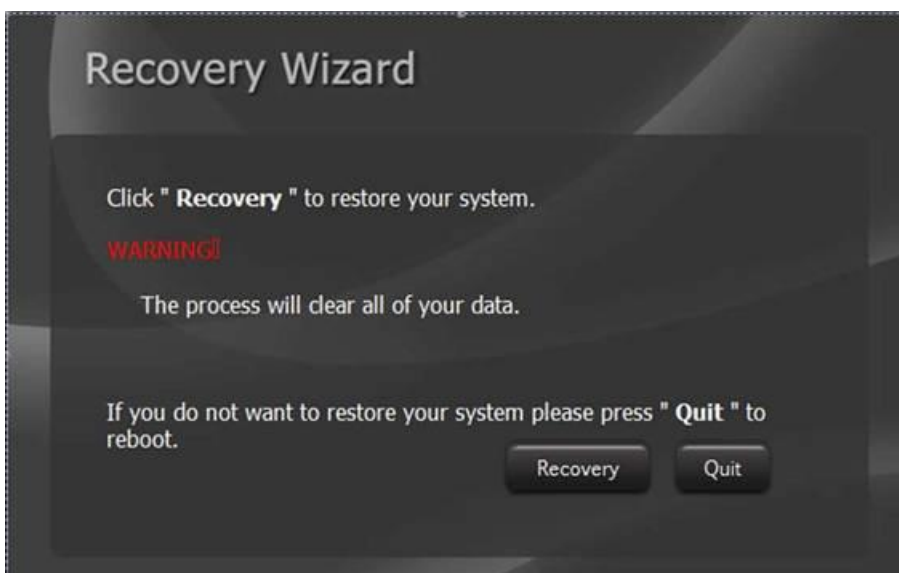 Recovery Wizard
Click " Recovery " to restore your system.
WARNING
The process will clear all of your data.
If you do not want to restore your system please press " Quit " to
reboot.
Recovery
Quit